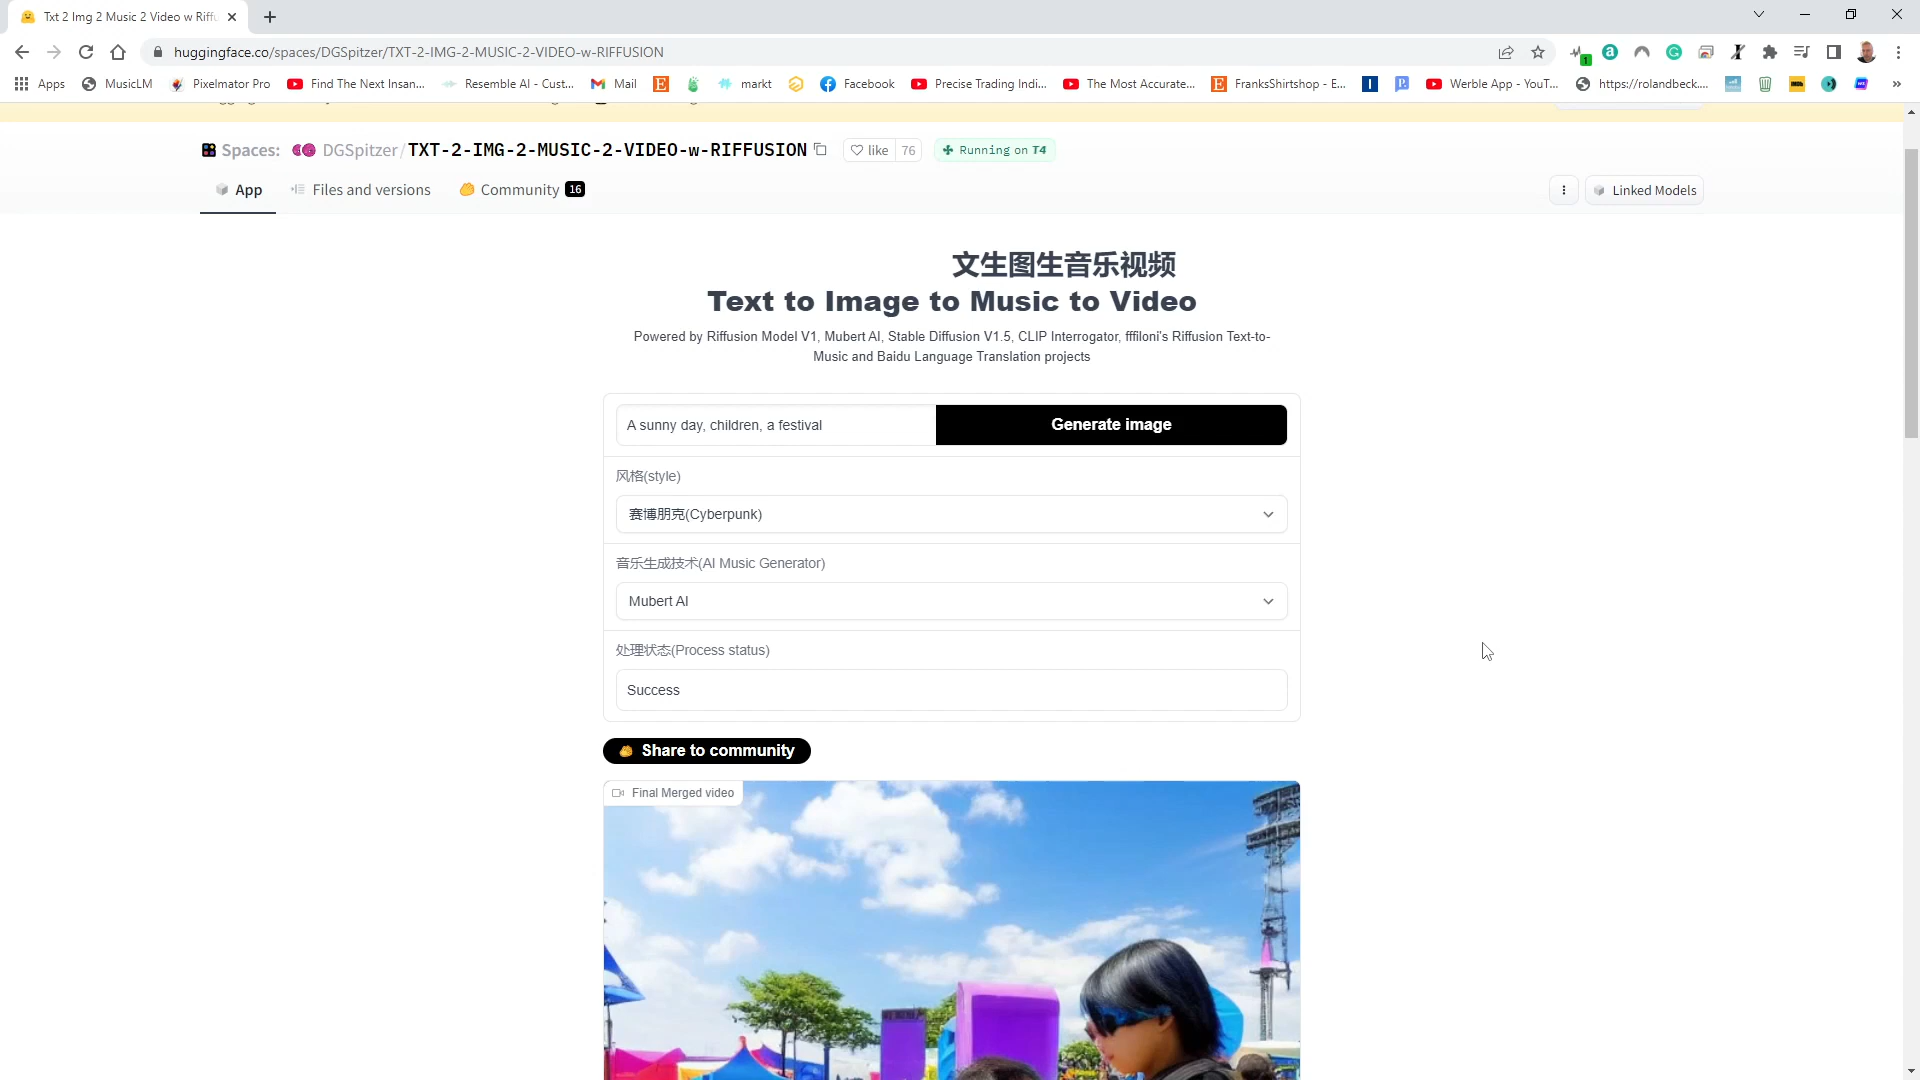 Txt 2 Img 2 Music 2 Video w Riffu
huggingface.co/spaces/DGSpitzer/TXT-2-IMG-2-MUSIC-2-VIDEO-w-RIFFUSION
1
Apps MusicLM Pixelmator Pro Find The Next Insan... Resemble AI - Cust... Mail markt Facebook Precise Trading Indi... The Most Accurate... FranksShirtshop - E... Werble App - YouT... https://rolandbeck.... »
Spaces: DGSpitzer/TXT-2-IMG-2-MUSIC-2-VIDEO-w-RIFFUSION like 76 Running on T4
App Files and versions Community 16 Linked Models
文生图生音乐视频
Text to Image to Music to Video
Powered by Riffusion Model V1, Mubert AI, Stable Diffusion V1.5, CLIP Interrogator, fffiloni's Riffusion Text-to-
Music and Baidu Language Translation projects
A sunny day, children, a festival Generate image
风格(style)
赛博朋克(Cyberpunk)
音乐生成技术(AI Music Generator)
Mubert AI
处理状态(Process status)
Success
Share to community
Final Merged video